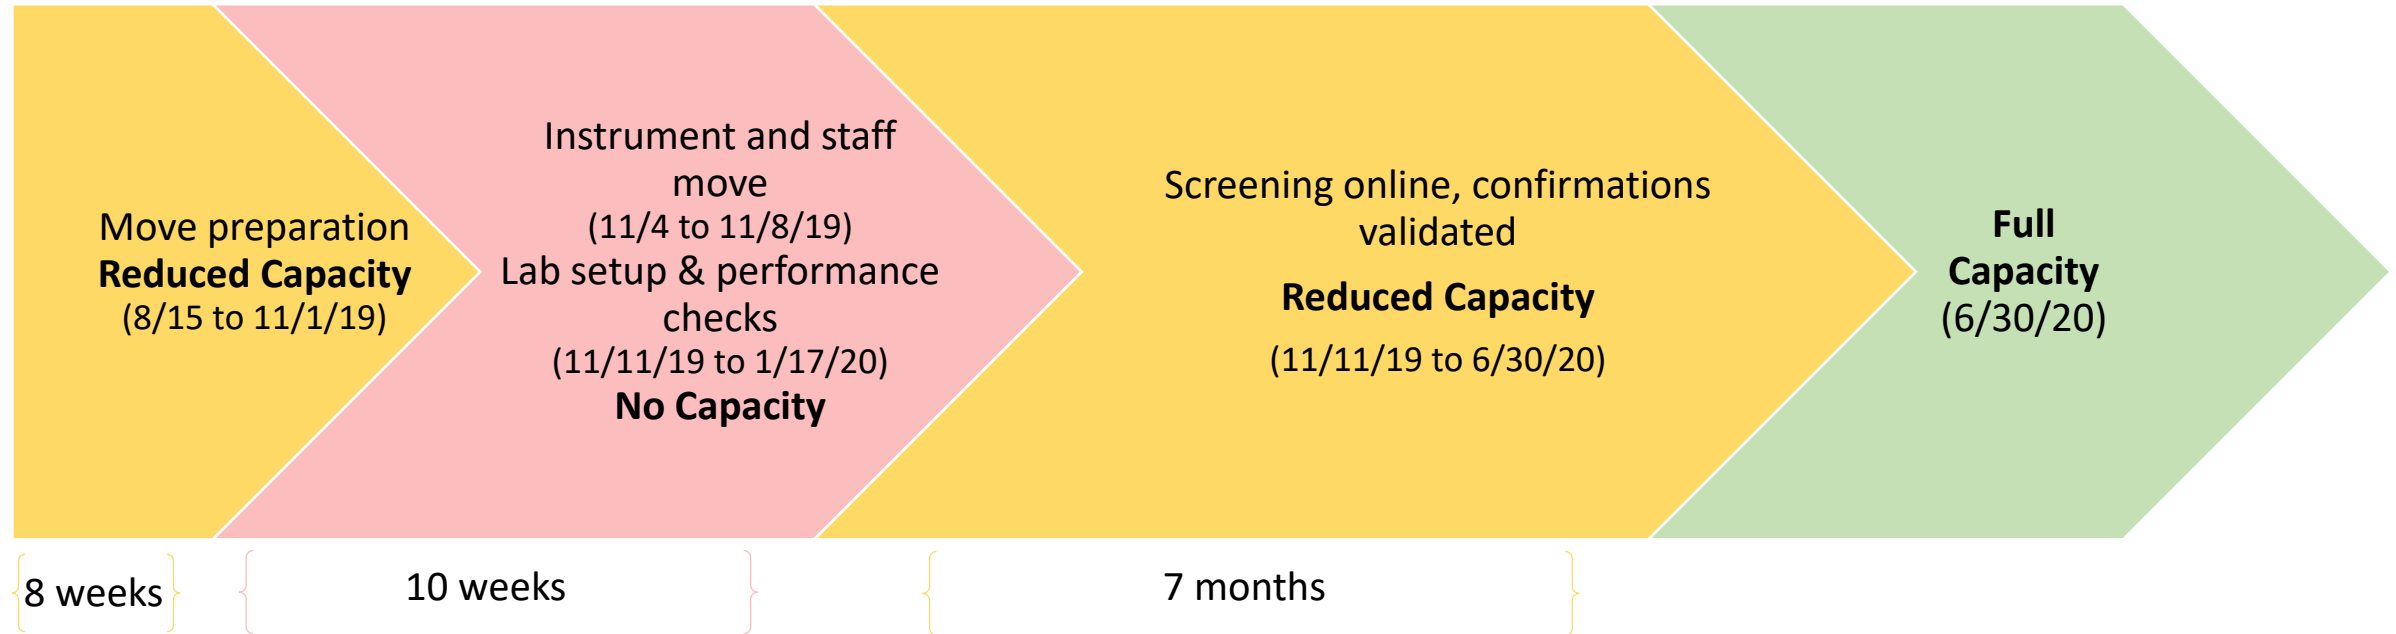 Move preparation
Reduced Capacity
(8/15 to 11/1/19)
Instrument and staff
move
(11/4 to 11/8/19)
Lab setup & performance
checks
(11/11/19 to 1/17/20)
No Capacity
Screening online, confirmations
validated
Reduced Capacity
(11/11/19 to 6/30/20)
Full
Capacity
(6/30/20)
8 weeks
10 weeks
7 months